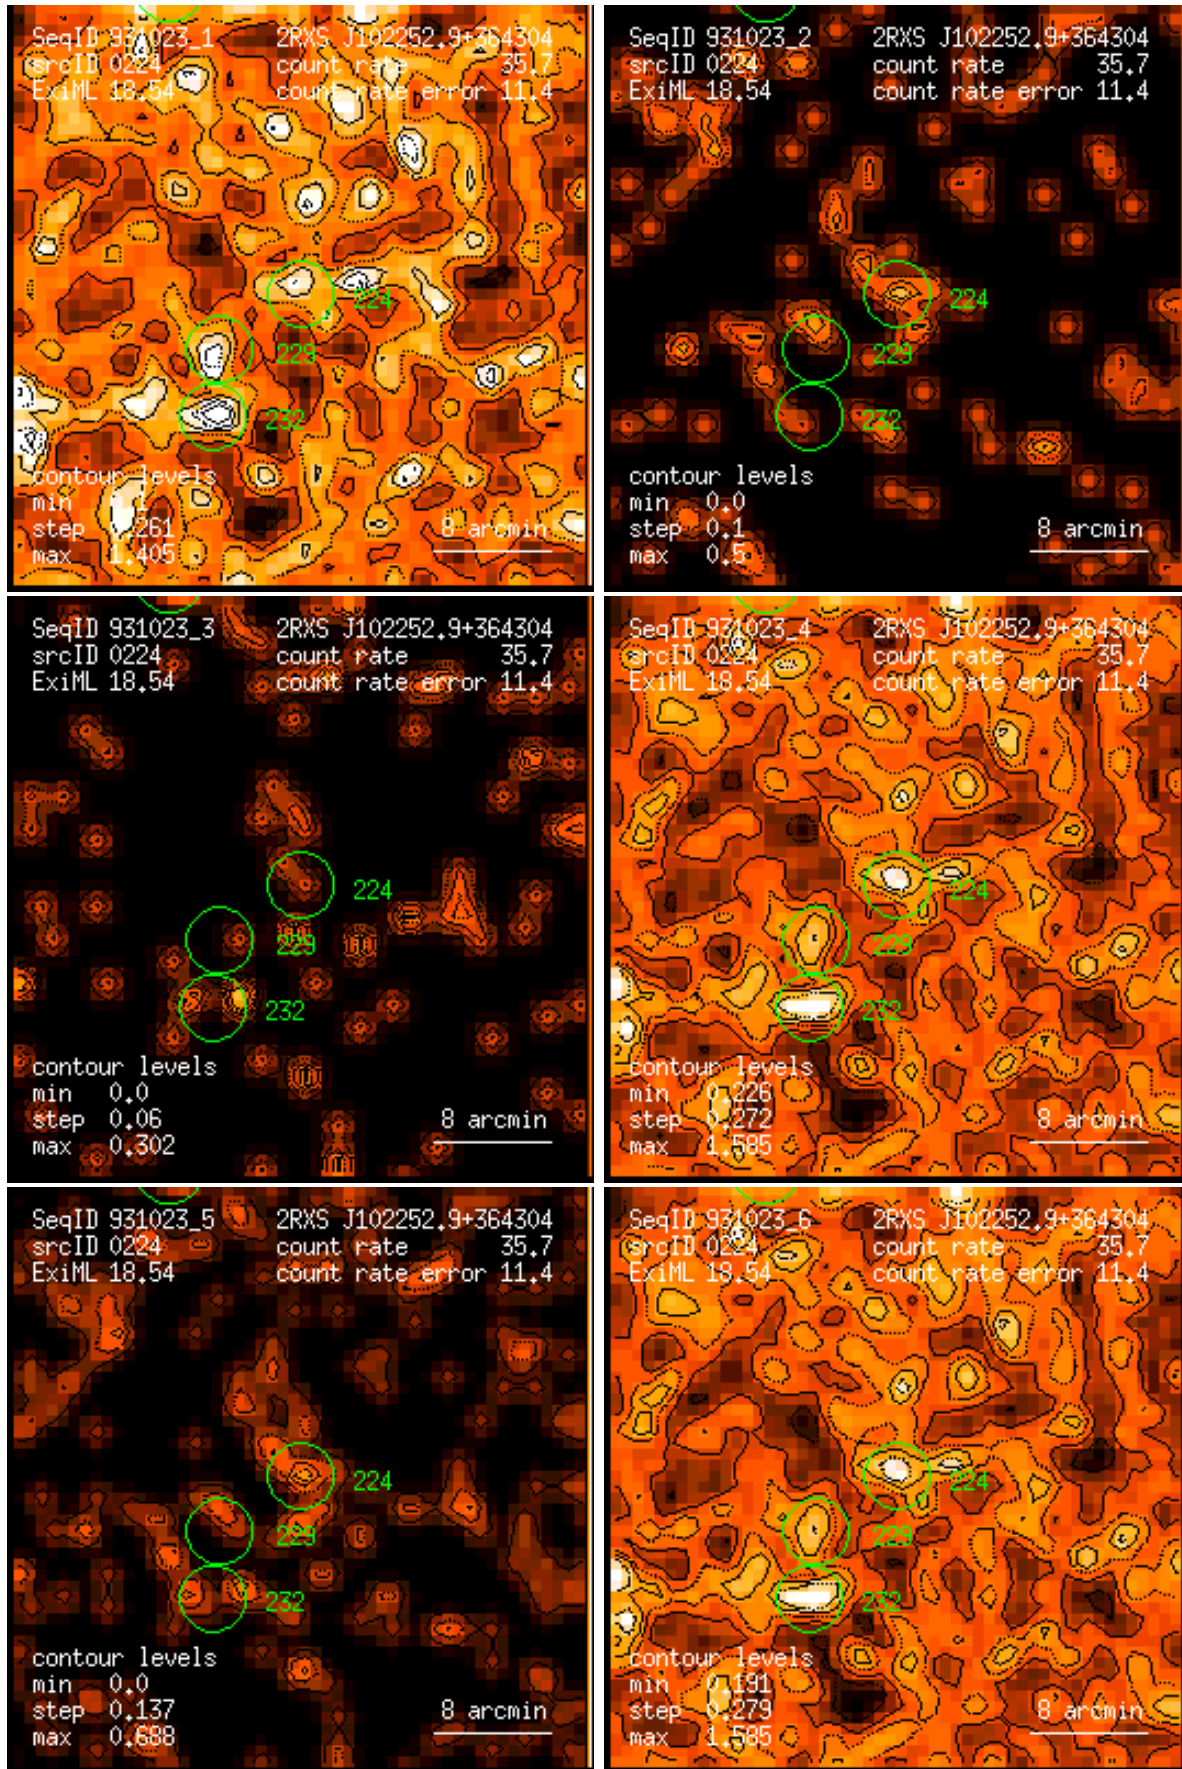 SeqID 931023_1 2RXS J102252.9+364304
srcID 0224 count rate 35.7
ExiML 18.54 count rate error 11.4
224
229
232
contour levels
min
step .261
max 1.405
8 arcmin
SeqID 931023_2 2RXS J102252.9+364304
srcID 0224 count rate 35.7
ExiML 18.54 count rate error 11.4
224
229
232
contour levels
min 0.0
step 0.1
max 0.5
8 arcmin
SeqID 931023_3 2RXS J102252.9+364304
srcID 0224 count rate 35.7
ExiML 18.54 count rate error 11.4
224
229
232
contour levels
min 0.0
step 0.06
max 0.302
8 arcmin
SeqID 931023_4 2RXS J102252.9+364304
srcID 0224 count rate 35.7
ExiML 18.54 count rate error 11.4
224
229
232
contour levels
min 0.226
step 0.272
max 1.585
8 arcmin
SeqID 931023_5 2RXS J102252.9+364304
srcID 0224 count rate 35.7
ExiML 18.54 count rate error 11.4
224
229
232
contour levels
min 0.0
step 0.137
max 0.688
8 arcmin
SeqID 931023_6 2RXS J102252.9+364304
srcID 0224 count rate 35.7
ExiML 18.54 count rate error 11.4
224
229
232
contour levels
min 0.191
step 0.279
max 1.585
8 arcmin